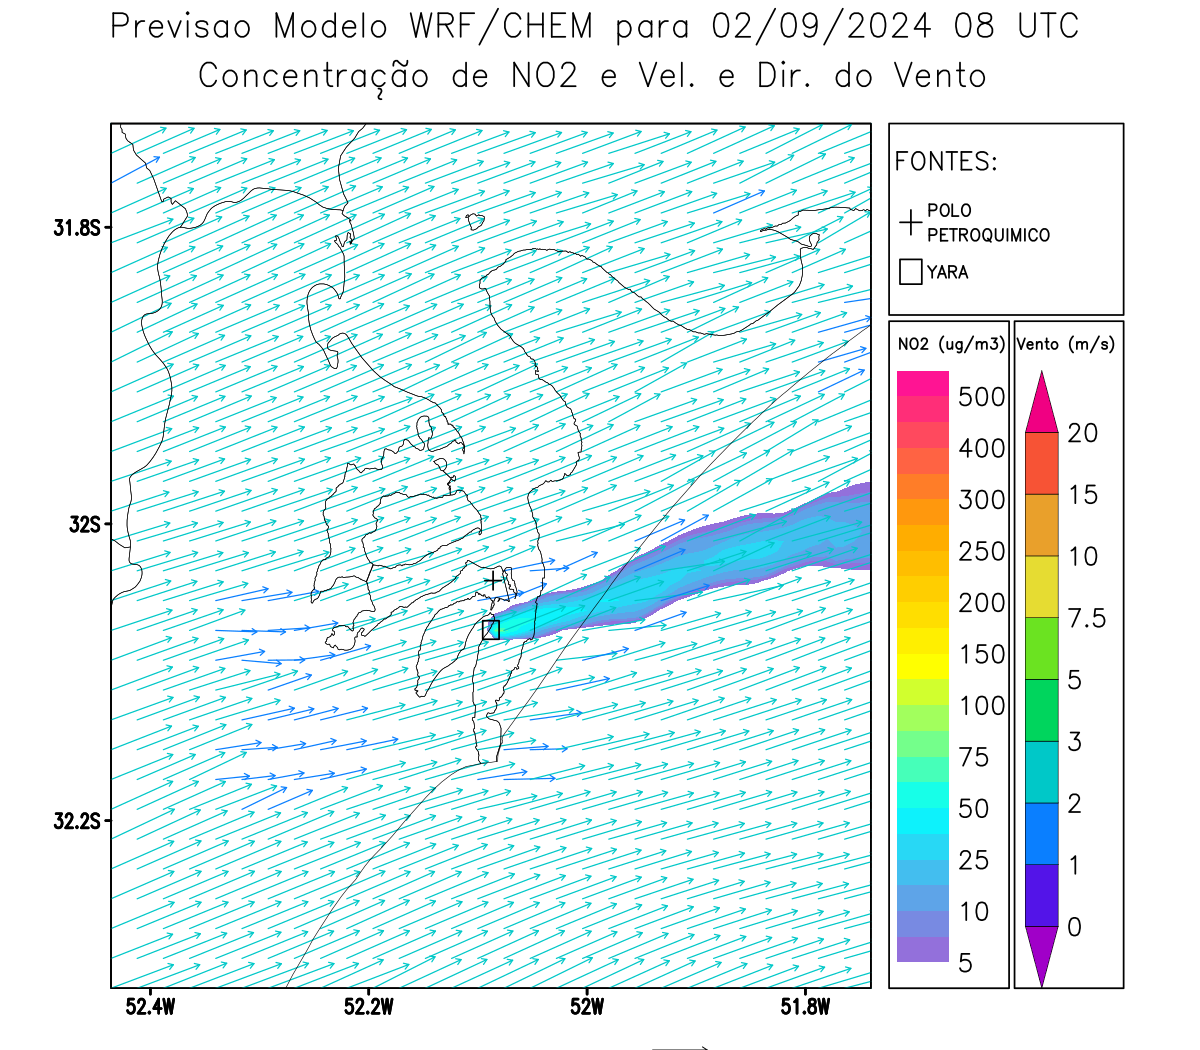 Previsao Modelo WRF/CHEM para 02/09/2024 08 UTC
Concentração de NO2 e Vel. e Dir. do Vento
FONTES:
POLO
PETROQUIMICO
YARA
31.8S
32S
32.2S
52.4W
52.2W
52W
51.8W
NO2 (ug/m3)
500
400
300
250
200
150
100
75
50
25
10
5
Vento (m/s)
20
15
10
7.5
5
3
2
1
0